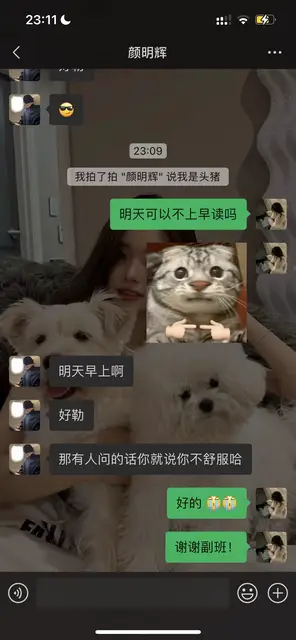 23:11
颜明辉
23:09
我拍了拍 "颜明辉" 说我是头猪
明天可以不上早读吗
明天早上啊
好勒
那有人问的话你就说你不舒服哈
好的 😭😭
谢谢副班！